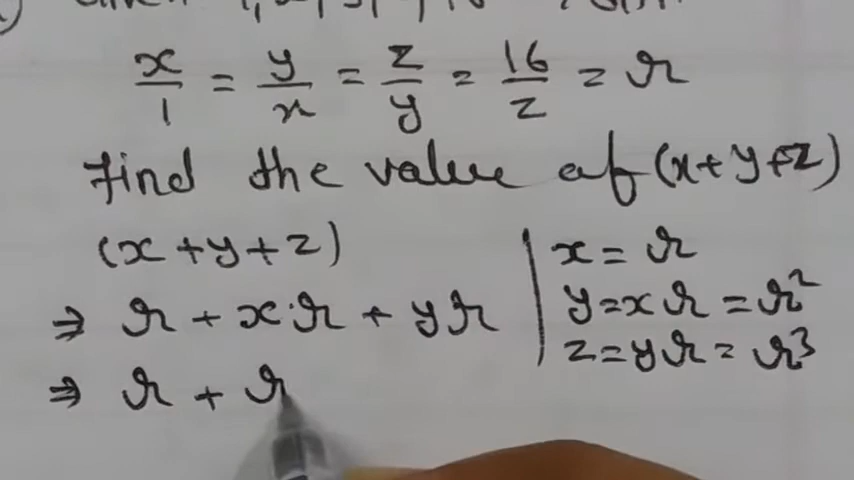 x/1 = y/x = z/y = 16/z = r
find the value of (x+y+z)
(x+y+z)
⇒ r + x·r + yr
⇒ r + r
x = r
y = xr = r²
z = yr = r³